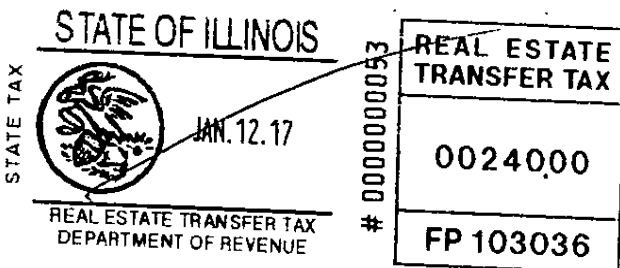 STATE OF ILLINOIS
STATE TAX
JAN.12.17
REAL ESTATE TRANSFER TAX
DEPARTMENT OF REVENUE
# 0000000053
REAL ESTATE
TRANSFER TAX
0024000
FP 103036